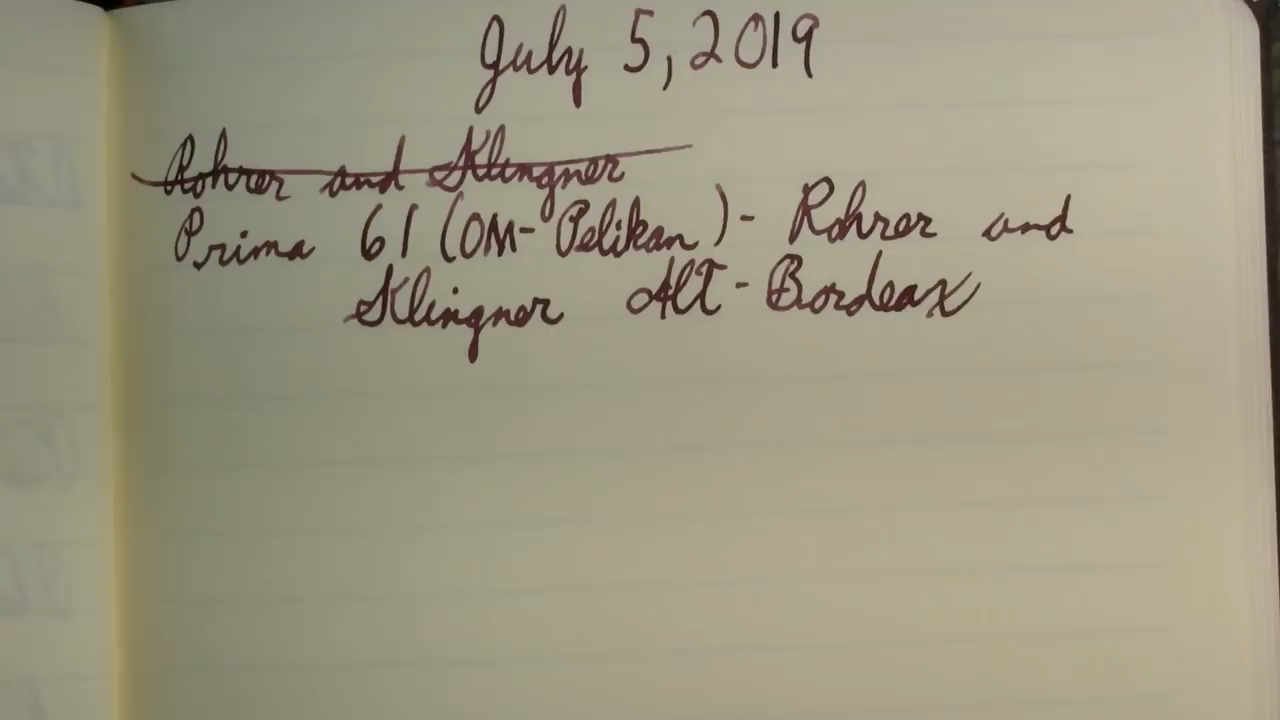 July 5, 2019
Rohrer and Klingner
Prima 61 (OM-Pelikan)- Rohrer and
Klingner Alt-Bordeax